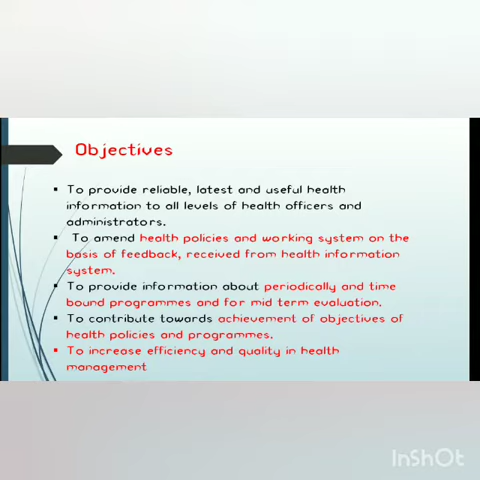 Objectives
▪ To provide reliable, latest and useful health
information to all levels of health officers and
administrators.
▪ To amend health policies and working system on the
basis of feedback, received from health information
system.
▪ To provide information about periodically and time
bound programmes and for mid term evaluation.
▪ To contribute towards achievement of objectives of
health policies and programmes.
▪ To increase efficiency and quality in health
management
InShOt